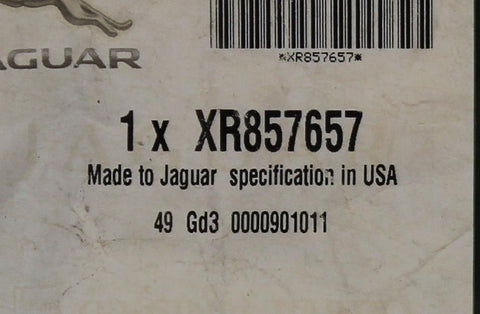 *XR857657*
JAGUAR
1 x XR857657
Made to Jaguar specification in USA
49 Gd3 0000901011